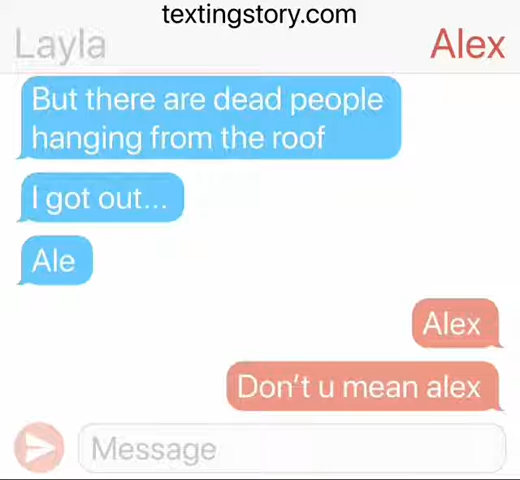 textingstory.com
Layla
Alex
But there are dead people
hanging from the roof
I got out...
Ale
Alex
Don't u mean alex
Message